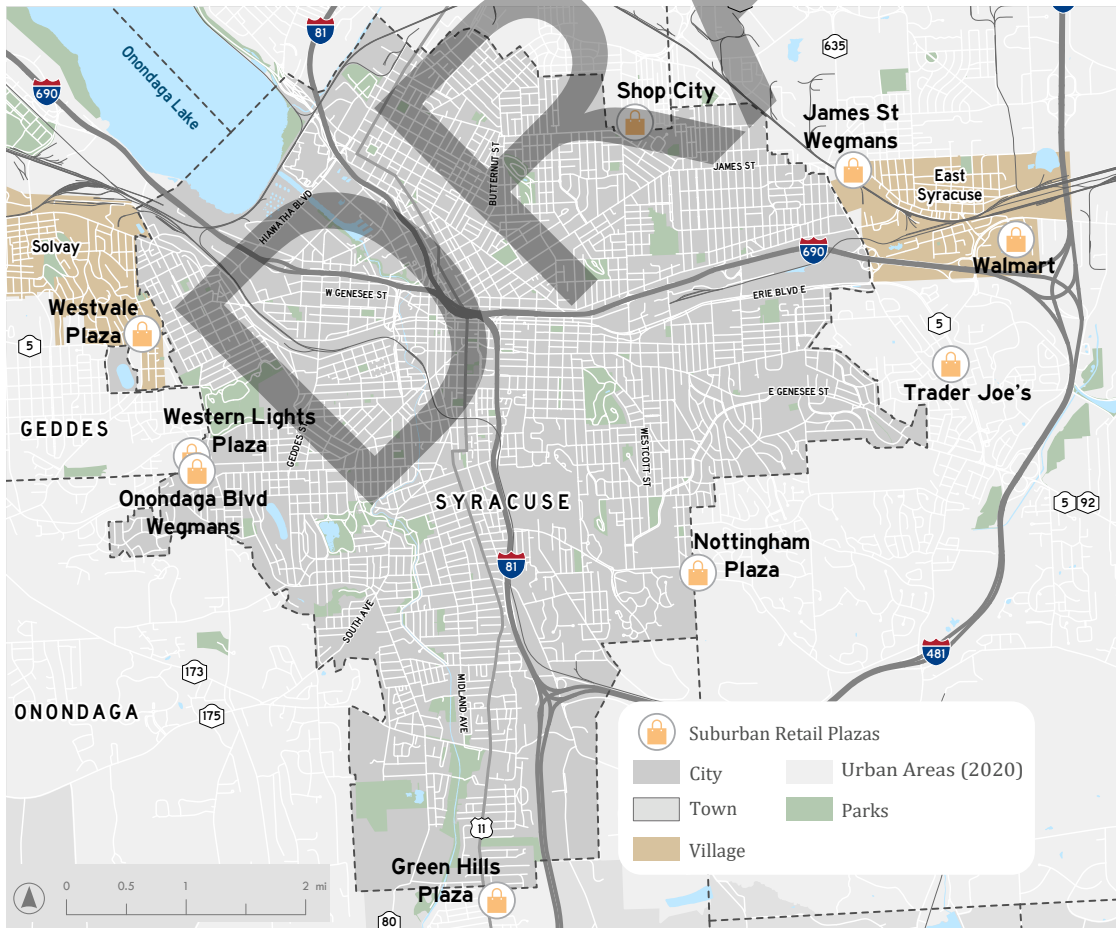 81
635
690
Onondaga Lake
Shop City
James St
Wegmans
BUTTERNUT ST
JAMES ST
East
Syracuse
HIAWATHA BLVD
Solvay
690
Walmart
W GENESEE ST
ERIE BLVD E
Westvale
Plaza
5
5
Trader Joe's
E GENESEE ST
Western Lights
Plaza
GEDDES
GEDDES ST
WESTCOTT ST
SYRACUSE
Onondaga Blvd
Wegmans
5
92
Nottingham
Plaza
81
SOUTH AVE
481
173
175
MIDLAND AVE
ONONDAGA
Suburban Retail Plazas
City
Urban Areas (2020)
Town
Parks
Village
11
Green Hills
Plaza
0
0.5
1
2 mi
80
DR